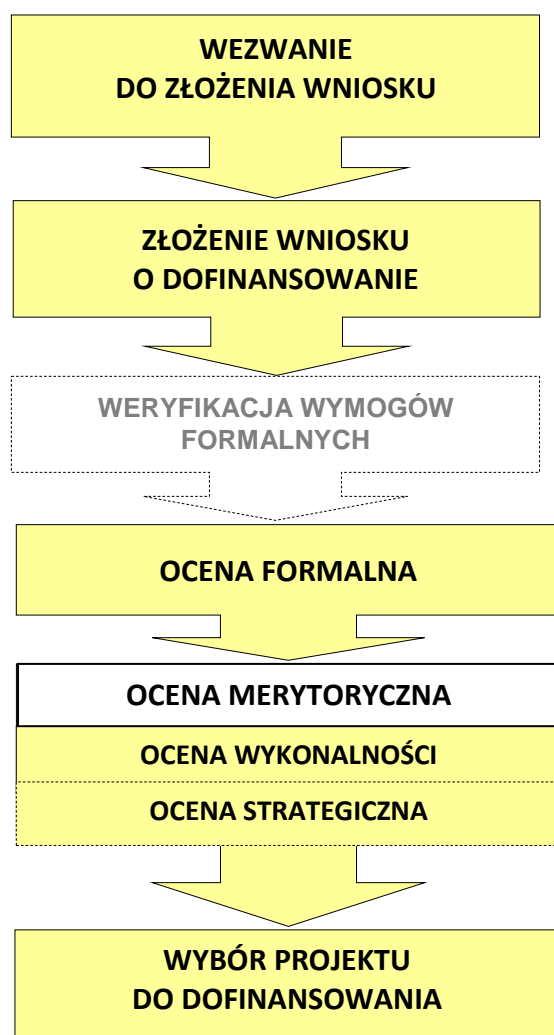 WEZWANIE
DO ZŁOŻENIA WNIOSKU
ZŁOŻENIE WNIOSKU
O DOFINANSOWANIE
WERYFIKACJA WYMOGÓW
FORMALNYCH
OCENA FORMALNA
OCENA MERYTORYCZNA
OCENA WYKONALNOŚCI
OCENA STRATEGICZNA
WYBÓR PROJEKTU
DO DOFINANSOWANIA